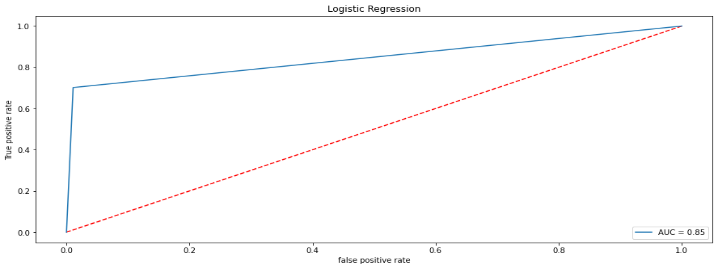 Logistic Regression
True positive rate
1.0
0.8
0.6
0.4
0.2
0.0
AUC = 0.85
0.0 0.2 0.4 0.6 0.8 1.0
false positive rate